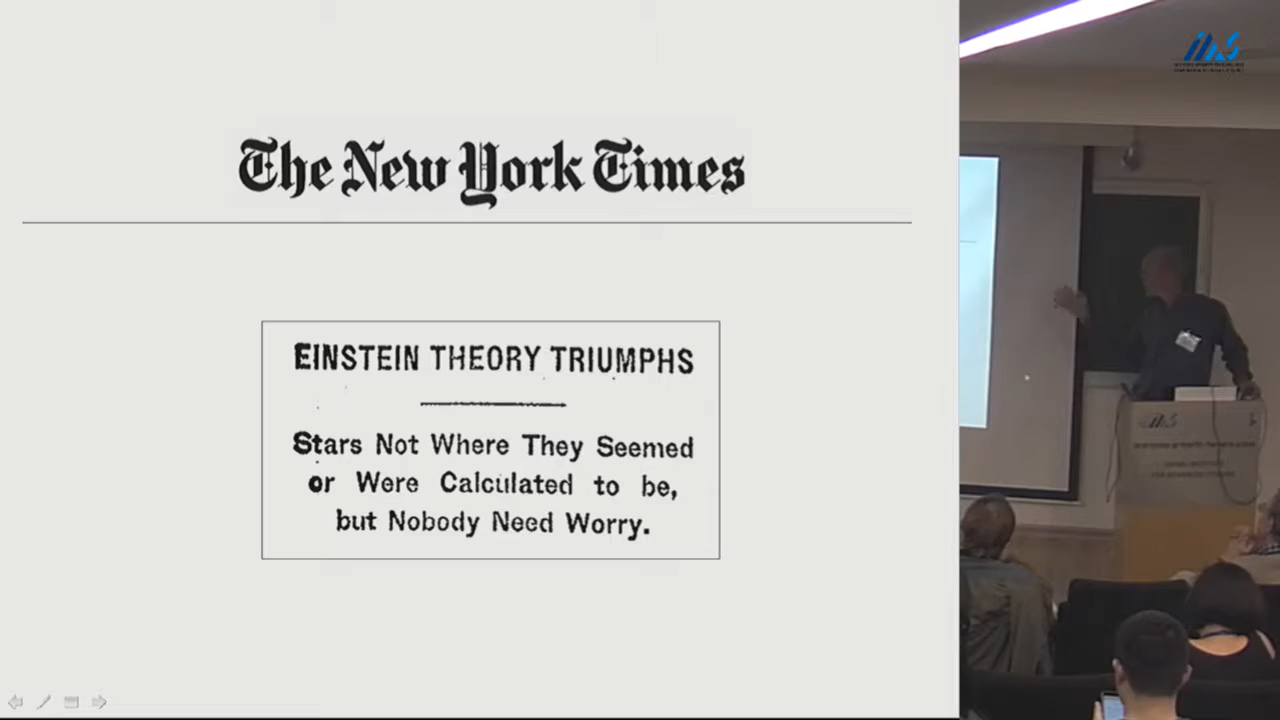 The New York Times
EINSTEIN THEORY TRIUMPHS
Stars Not Where They Seemed
or Were Calculated to be,
but Nobody Need Worry.